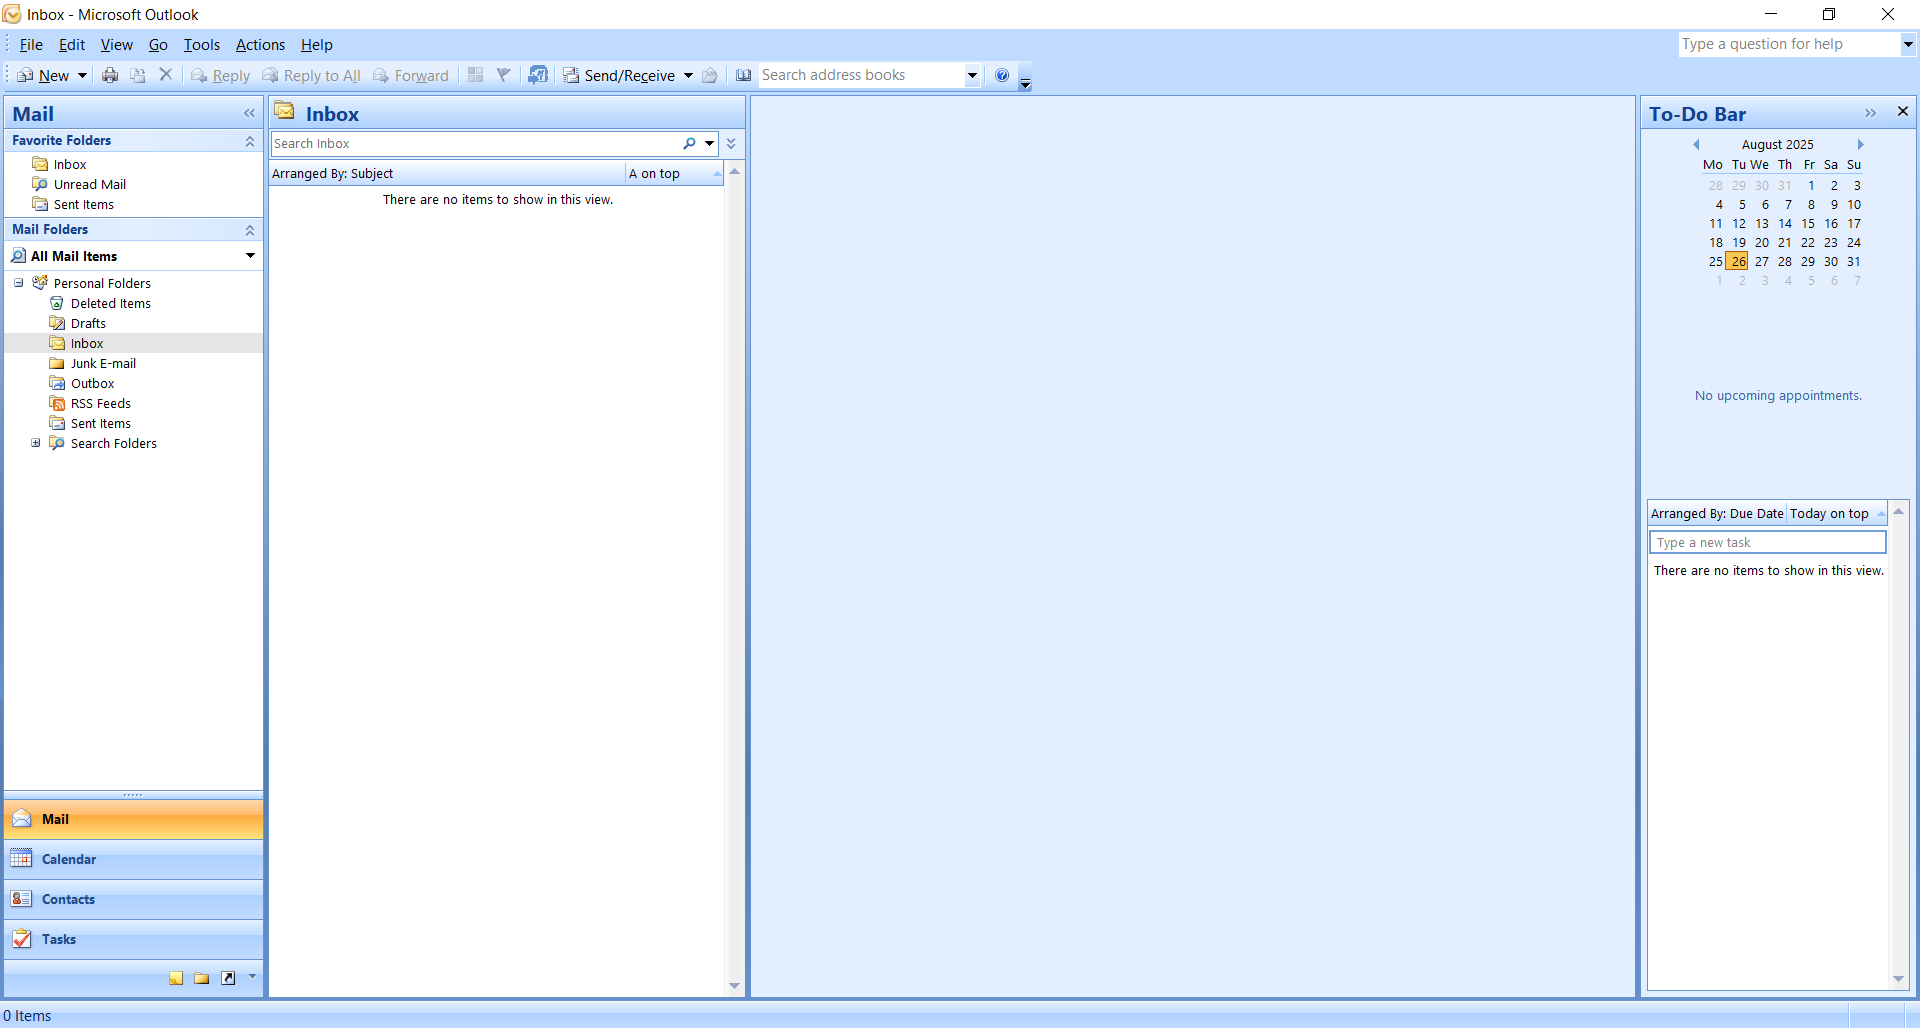 Inbox - Microsoft Outlook
File Edit View Go Tools Actions Help
Type a question for help
New Reply Reply to All Forward Send/Receive Search address books
Mail
Favorite Folders
Inbox
Unread Mail
Sent Items
Mail Folders
All Mail Items
Personal Folders
Deleted Items
Drafts
Inbox
Junk E-mail
Outbox
RSS Feeds
Sent Items
Search Folders
Mail
Calendar
Contacts
Tasks
Inbox
Search Inbox
Arranged By: Subject A on top
There are no items to show in this view.
To-Do Bar
August 2025
Mo Tu We Th Fr Sa Su
28 29 30 31 1 2 3
4 5 6 7 8 9 10
11 12 13 14 15 16 17
18 19 20 21 22 23 24
25 26 27 28 29 30 31
1 2 3 4 5 6 7
No upcoming appointments.
Arranged By: Due Date Today on top
Type a new task
There are no items to show in this view.
0 Items